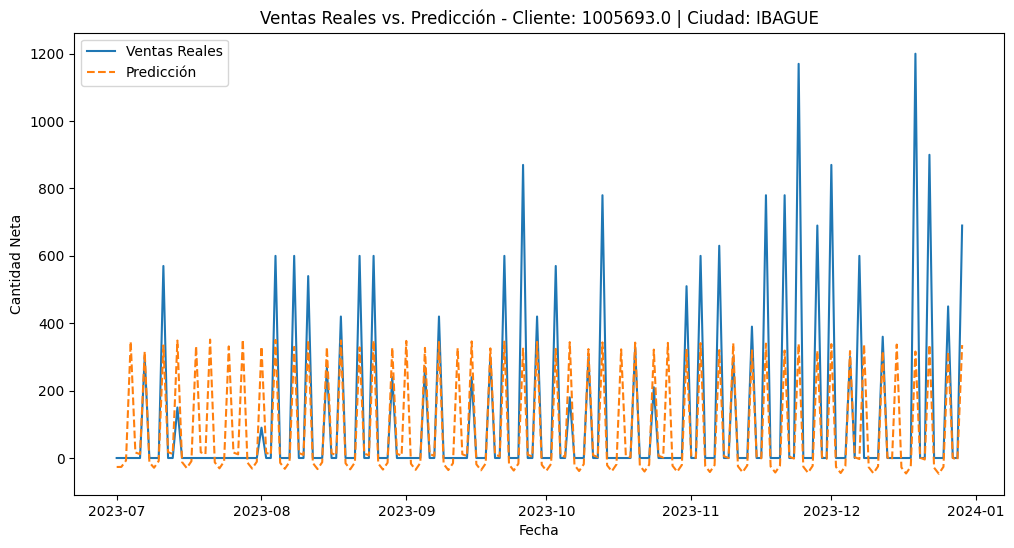 Ventas Reales vs. Predicción - Cliente: 1005693.0 | Ciudad: IBAGUE
Ventas Reales
Predicción
Cantidad Neta
1200
1000
800
600
400
200
0
2023-07
2023-08
2023-09
2023-10
2023-11
2023-12
2024-01
Fecha